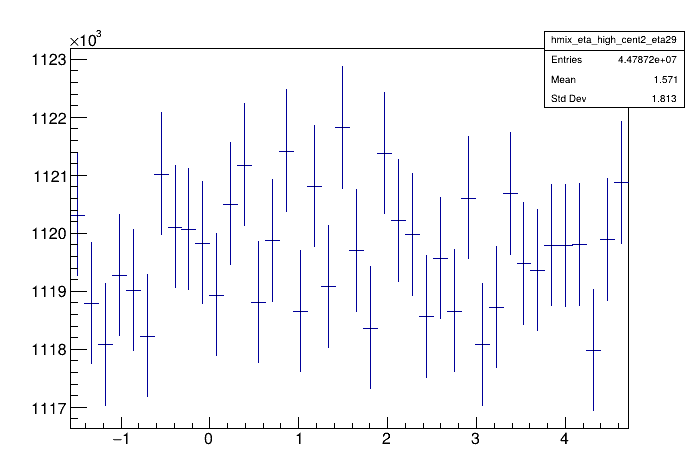 ×10³
hmix_eta_high_cent2_eta29
Entries 4.47872e+07
Mean 1.571
Std Dev 1.813
1123
1122
1121
1120
1119
1118
1117
−1 0 1 2 3 4